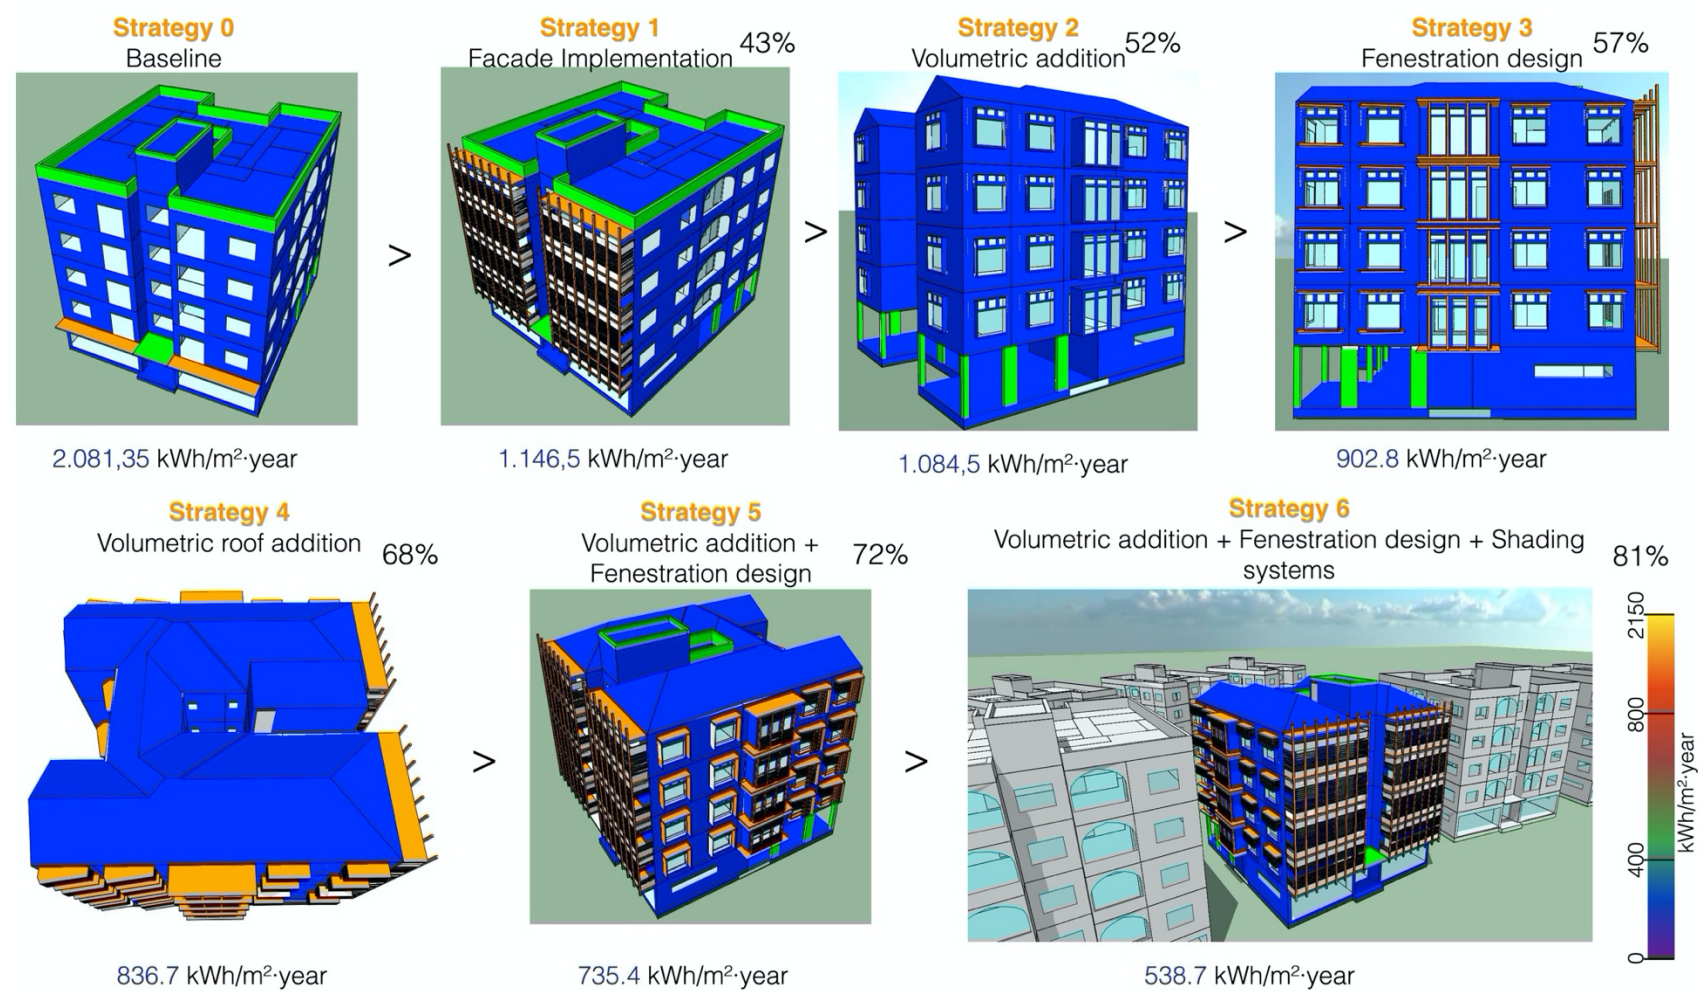 Strategy 0
Baseline
Strategy 1
Facade Implementation
43%
Strategy 2
Volumetric addition
52%
Strategy 3
Fenestration design
57%
>
>
>
2.081,35 kWh/m²·year
1.146,5 kWh/m²·year
1.084,5 kWh/m²·year
902.8 kWh/m²·year
Strategy 4
Volumetric roof addition
68%
Strategy 5
Volumetric addition +
Fenestration design
72%
Strategy 6
Volumetric addition + Fenestration design + Shading
systems
81%
>
>
2150
800
400
0
kWh/m²·year
836.7 kWh/m²·year
735.4 kWh/m²·year
538.7 kWh/m²·year